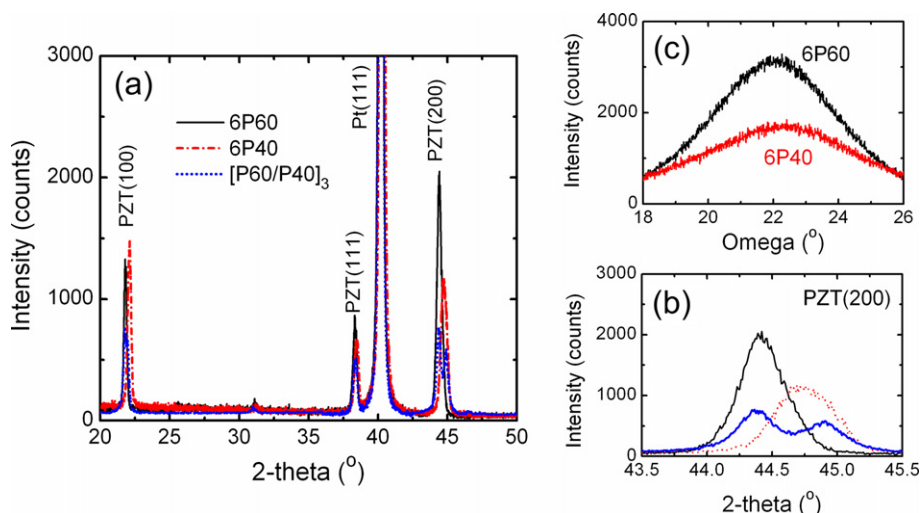 (a)
Intensity (counts)
3000
2000
1000
0
6P60
6P40
[P60/P40]3
PZT(100)
PZT(111)
Pt(111)
PZT(200)
20 25 30 35 40 45 50
2-theta (°)
(c)
Intensity (counts)
4000
2000
0
6P60
6P40
18 20 22 24 26
Omega (°)
(b)
PZT(200)
Intensity (counts)
3000
2000
1000
0
43.5 44.0 44.5 45.0 45.5
2-theta (°)